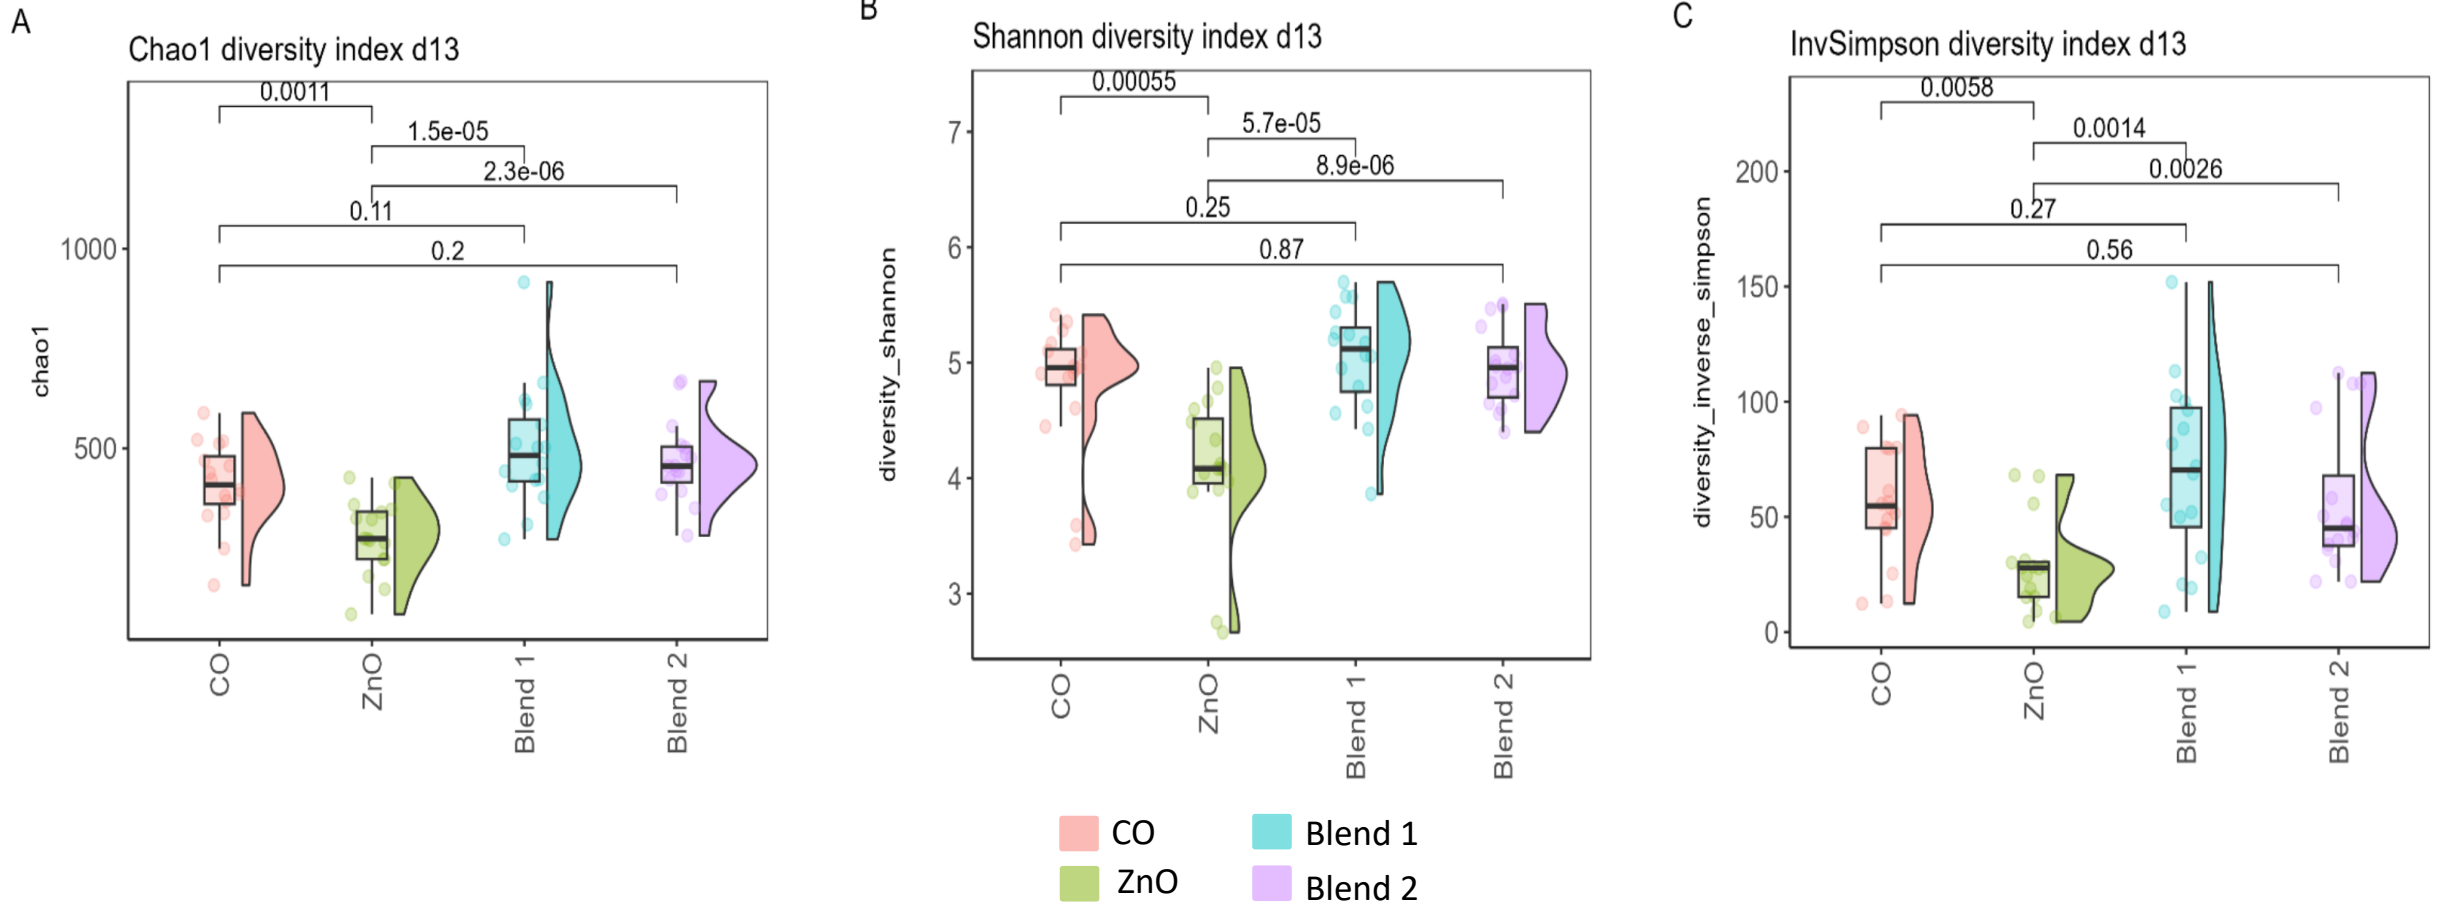 A
Chao1 diversity index d13
0.0011
1.5e-05
2.3e-06
0.11
0.2
1000
500
chao1
CO
ZnO
Blend 1
Blend 2
B
Shannon diversity index d13
0.00055
5.7e-05
8.9e-06
0.25
0.87
7
6
5
4
3
diversity_shannon
CO
ZnO
Blend 1
Blend 2
C
InvSimpson diversity index d13
0.0058
0.0014
0.0026
0.27
0.56
200
150
100
50
0
diversity_inverse_simpson
CO
ZnO
Blend 1
Blend 2
CO
Blend 1
ZnO
Blend 2